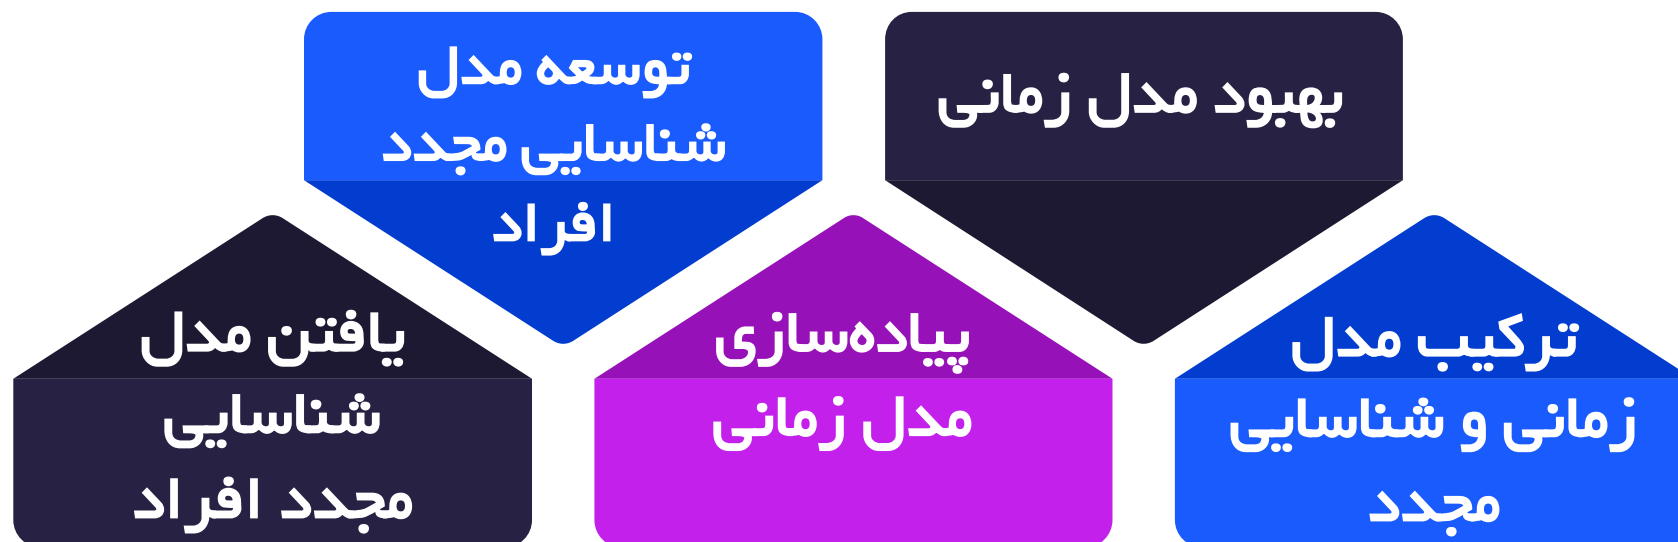 توسعه مدل
شناسایی مجدد
افراد
بهبود مدل زمانی
یافتن مدل
شناسایی
مجدد افراد
پیاده‌سازی
مدل زمانی
ترکیب مدل
زمانی و شناسایی
مجدد